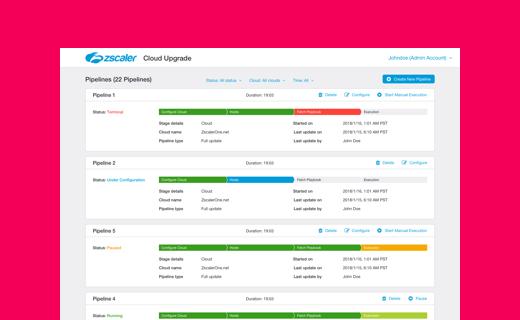 zscaler Cloud Upgrade
Johndoe (Admin Account)
Pipelines (22 Pipelines)
Status: All status Cloud: All clouds Time: All
Create New Pipeline
Pipeline 1 Duration: 19:03 Delete Configure Start Manual Execution
Status: Terminal Configure Cloud Hosts Fetch Playbook Execution
Stage details Cloud Started on 2018/1/16, 1:01 AM PST
Cloud name ZscalerOne.net Last update on 2018/1/15, 6:10 AM PST
Pipeline type Full update Last update by John Doe
Pipeline 2 Duration: 19:03 Delete Configure
Status: Under Configuration Configure Cloud Hosts Fetch Playbook Execution
Stage details Cloud Started on 2018/1/16, 1:01 AM PST
Cloud name ZscalerOne.net Last update on 2018/1/15, 6:10 AM PST
Pipeline type Full update Last update by John Doe
Pipeline 5 Duration: 19:03 Delete Configure Start Manual Execution
Status: Paused Configure Cloud Hosts Fetch Playbook Execution
Stage details Cloud Started on 2018/1/16, 1:01 AM PST
Cloud name ZscalerOne.net Last update on 2018/1/15, 6:10 AM PST
Pipeline type Full update Last update by John Doe
Pipeline 4 Duration: 19:03 Delete Pause
Status: Running Configure Cloud Hosts Fetch Playbook Execution